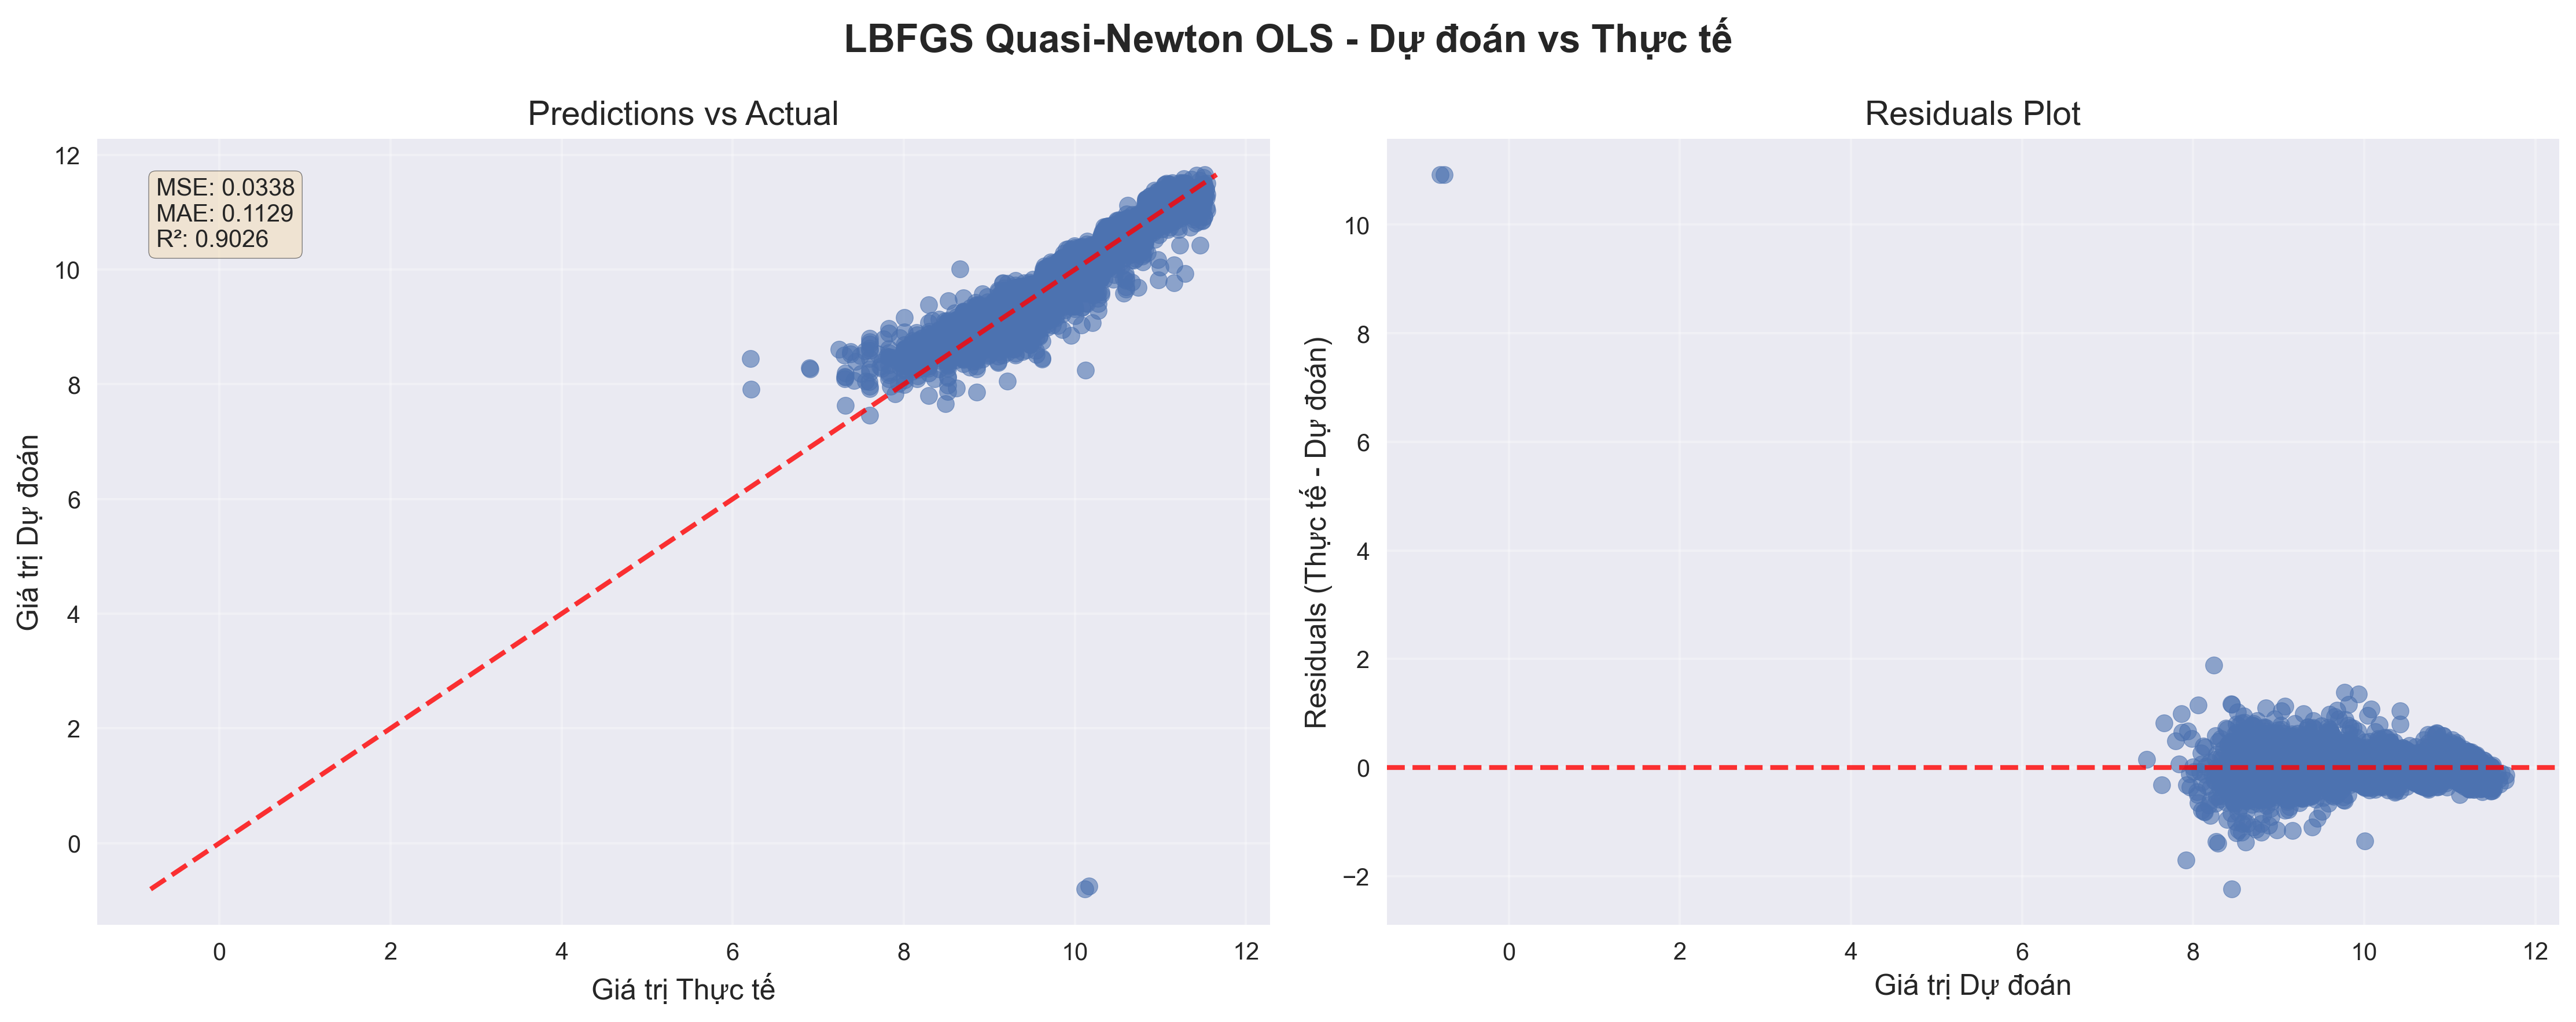 LBFGS Quasi-Newton OLS - Dự đoán vs Thực tế
Predictions vs Actual
12
10
8
6
4
2
0
MSE: 0.0338
MAE: 0.1129
R²: 0.9026
Giá trị Dự đoán
0
2
4
6
8
10
12
Giá trị Thực tế
Residuals Plot
10
8
6
4
2
0
−2
Residuals (Thực tế - Dự đoán)
0
2
4
6
8
10
12
Giá trị Dự đoán